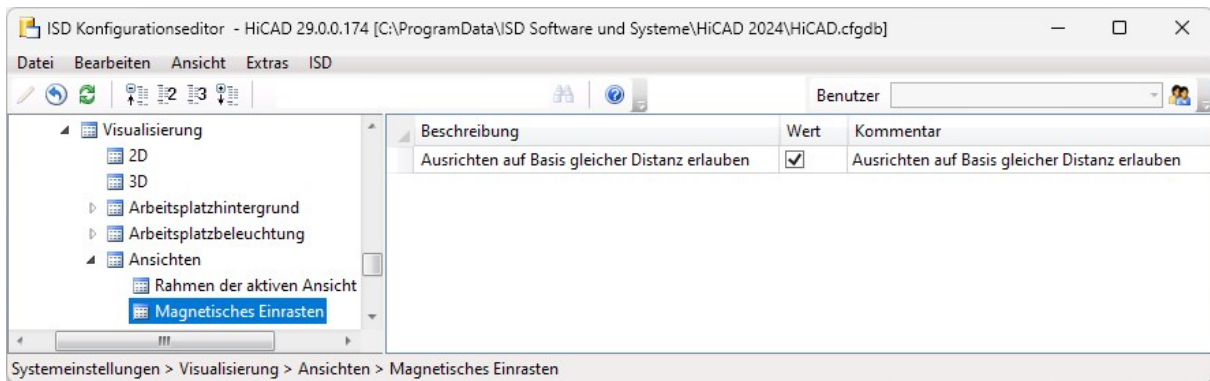 ISD Konfigurationseditor - HiCAD 29.0.0.174 [C:\ProgramData\ISD Software und Systeme\HiCAD 2024\HiCAD.cfgdb]
Datei Bearbeiten Ansicht Extras ISD
2 3 Benutzer
Visualisierung
2D
3D
Arbeitsplatzhintergrund
Arbeitsplatzbeleuchtung
Ansichten
Rahmen der aktiven Ansicht
Magnetisches Einrasten
Beschreibung Wert Kommentar
Ausrichten auf Basis gleicher Distanz erlauben Ausrichten auf Basis gleicher Distanz erlauben
Systemeinstellungen > Visualisierung > Ansichten > Magnetisches Einrasten